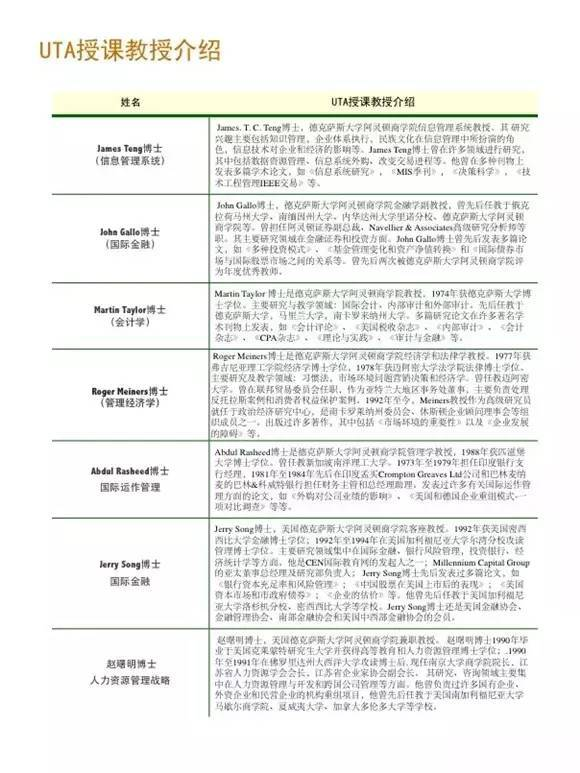 UTA授课教授介绍
姓名
UTA授课教授介绍
James Teng博士
（信息管理系统）
James. T. C. Teng博士，德克萨斯大学阿灵顿商学院信息管理系统教授。其 研究
兴趣主要包括知识管理，企业体系执行，民族文化在信息管理中所扮演的角
色，信息技术对企业和经济的影响等。James Teng博士曾在许多领域进行研究，
其中包括数据资源管理、信息系统外购，改变交易进程等。他曾在多种刊物上
发表多篇学术论文，如《信息系统研究》，《MIS季刊》，《决策科学》，《技
术工程管理IEEE交易》等。
John Gallo博士
（国际金融）
John Gallo博士，德克萨斯大学阿灵顿商学院金融学副教授，曾先后任教于俄克
拉荷马州大学，南缅因州大学，内华达州大学里诺分校、德克萨斯大学阿灵顿
商学院等。曾担任阿灵顿证券副总裁，Navellier & Associates高级研究分析师等
职。其主要研究领域在金融证券和投资方面。John Gallo博士曾先后发表多篇论
文，如《多种投资模式》、《基金管理变化和资产净值转换》 和《国际债券市
场与国际股票市场之间的关系等。曾先后两次被德克萨斯大学阿灵顿商学院评
为年度优秀教师。
Martin Taylor博士
（会计学）
Martin Taylor 博士是德克萨斯大学阿灵顿商学院教授，1974年获德克萨斯大学博
士学位。主要研究与教学领域：国际会计，内部审计和外部审计。先后任教于
德克萨斯大学，马里兰大学，南卡罗来纳州大学。多篇研究论文在许多著名学
术刊物上发表，如《会计评论》、《美国税收杂志》、《内部审计》、《会计
杂志》、《CPA杂志》、《理论与实践》、《审计与金融》等。
Roger Meiners博士
（管理经济学）
Roger Meiners博士是德克萨斯大学阿灵顿商学院经济学和法律学教授。1977年获
弗吉尼亚理工学院经济学博士学位，1978年获迈阿密大学法学院法律博士学位。
主要研究及教学领域：习惯法，市场环境问题营销决策和经济学。曾任教迈阿密
大学。曾在联邦贸易委员会任职，作为亚特兰大地区事务处董事，主要负责处理
反托拉斯案例和消费者权益保护案例。1992年至今，Meiners教授作为高级研究员
就任于政治经济研究中心，是南卡罗莱纳州委员会、休斯顿企业顾问理事会等组
织成员之一。出版过许多著作，其中包括《市场环境的重要性》以及《企业发展
的障碍》等。
Abdul Rasheed博士
国际运作管理
Abdul Rasheed博士是德克萨斯大学阿灵顿商学院管理学教授，1988年获匹滋堡
大学博士学位。曾任教新加坡南洋理工大学。1973年至1979年担任印度银行支
行经理，1981年至1984年先后在印度孟买Crompton Greaves Ltd公司和巴林麦纳
麦的巴林&科威特银行担任财务主管和总经理助理，发表过许多有关国际运作管
理方面的论文，如《外购对公司业绩的影响》、《美国和德国企业重组模式-一
项对比调查》等等。
Jerry Song博士
国际金融
Jerry Song博士，美国德克萨斯大学阿灵顿商学院客座教授。1992年获美国密西
西比大学金融博士学位；1992年至1994年在美国加利福尼亚大学尔湾分校攻读
管理博士学位。主要研究领域集中在国际金融，银行风险管理，投资银行，经
济统计学等方面。他是CEN国际教育网的发起人之一；Millennium Capital Group
的亚太董事总经理及研究部负责人； Jerry Song博士先后发表过多篇论文，如
《银行资本充足率和风险管理》；《中国股票在美国上市后的表现》；《美国
资本市场和市政府债券》；《企业的估价》等。他曾先后任教于美国加利福尼
亚大学洛杉机分校，密西西比大学等学校。Jerry Song博士还是美国金融协会、
金融管理协会、南部金融协会和美国中西部金融协会的会员。
赵曙明博士
人力资源管理战略
赵曙明博士，美国德克萨斯大学阿灵顿商学院兼职教授。 赵曙明博士1990年毕
业于美国克莱蒙特研究生大学并获得高等教育和人力资源管理博士学位；.1990
年至1991年在佛罗里达州大西洋大学攻读博士后. 现任南京大学商学院院长、江
苏省人力资源学会会长、江苏省企业家协会副会长。 其研究、咨询领域主要集
中在人力资源管理与开发和跨国公司管理等方面。他曾负责过许多国有企业、
外资企业和民营企业的机构重组项目，他曾先后任教于美国南加利福尼亚大学
马歇尔商学院、夏威夷大学、加拿大多伦多大学等学校。